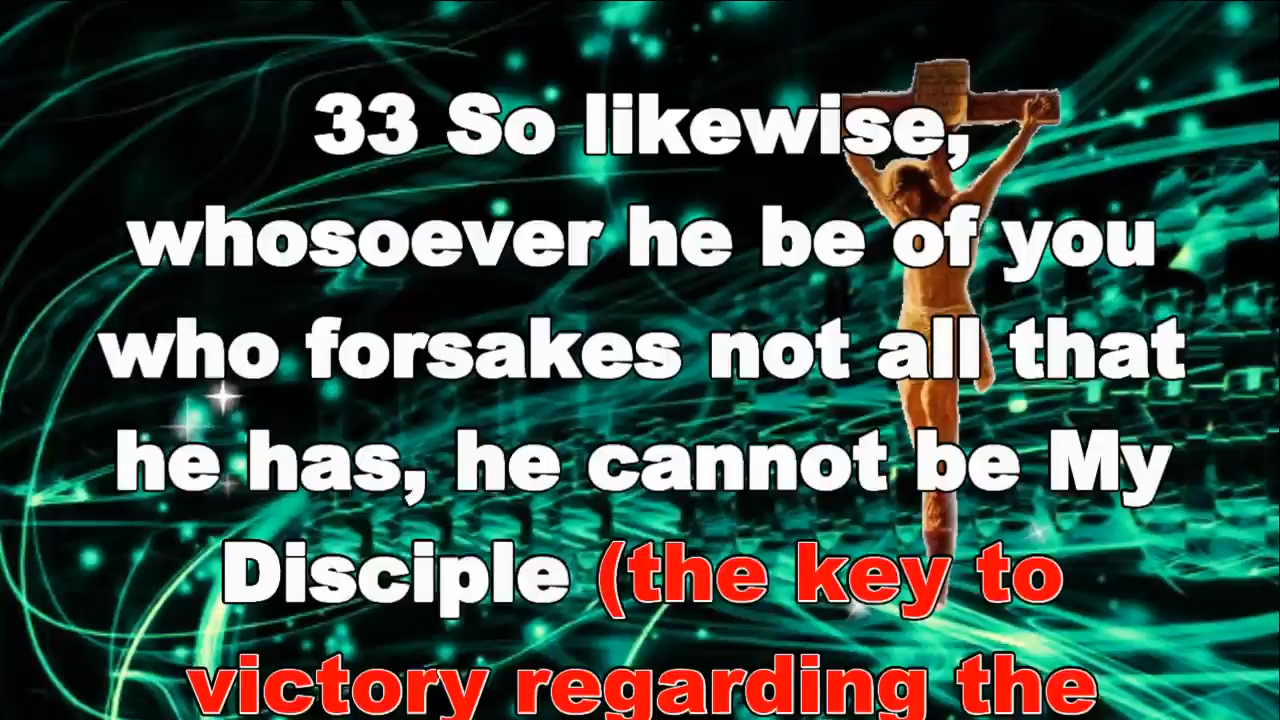 33 So likewise,
whosoever he be of you
who forsakes not all that
he has, he cannot be My
Disciple (the key to
victory regarding the